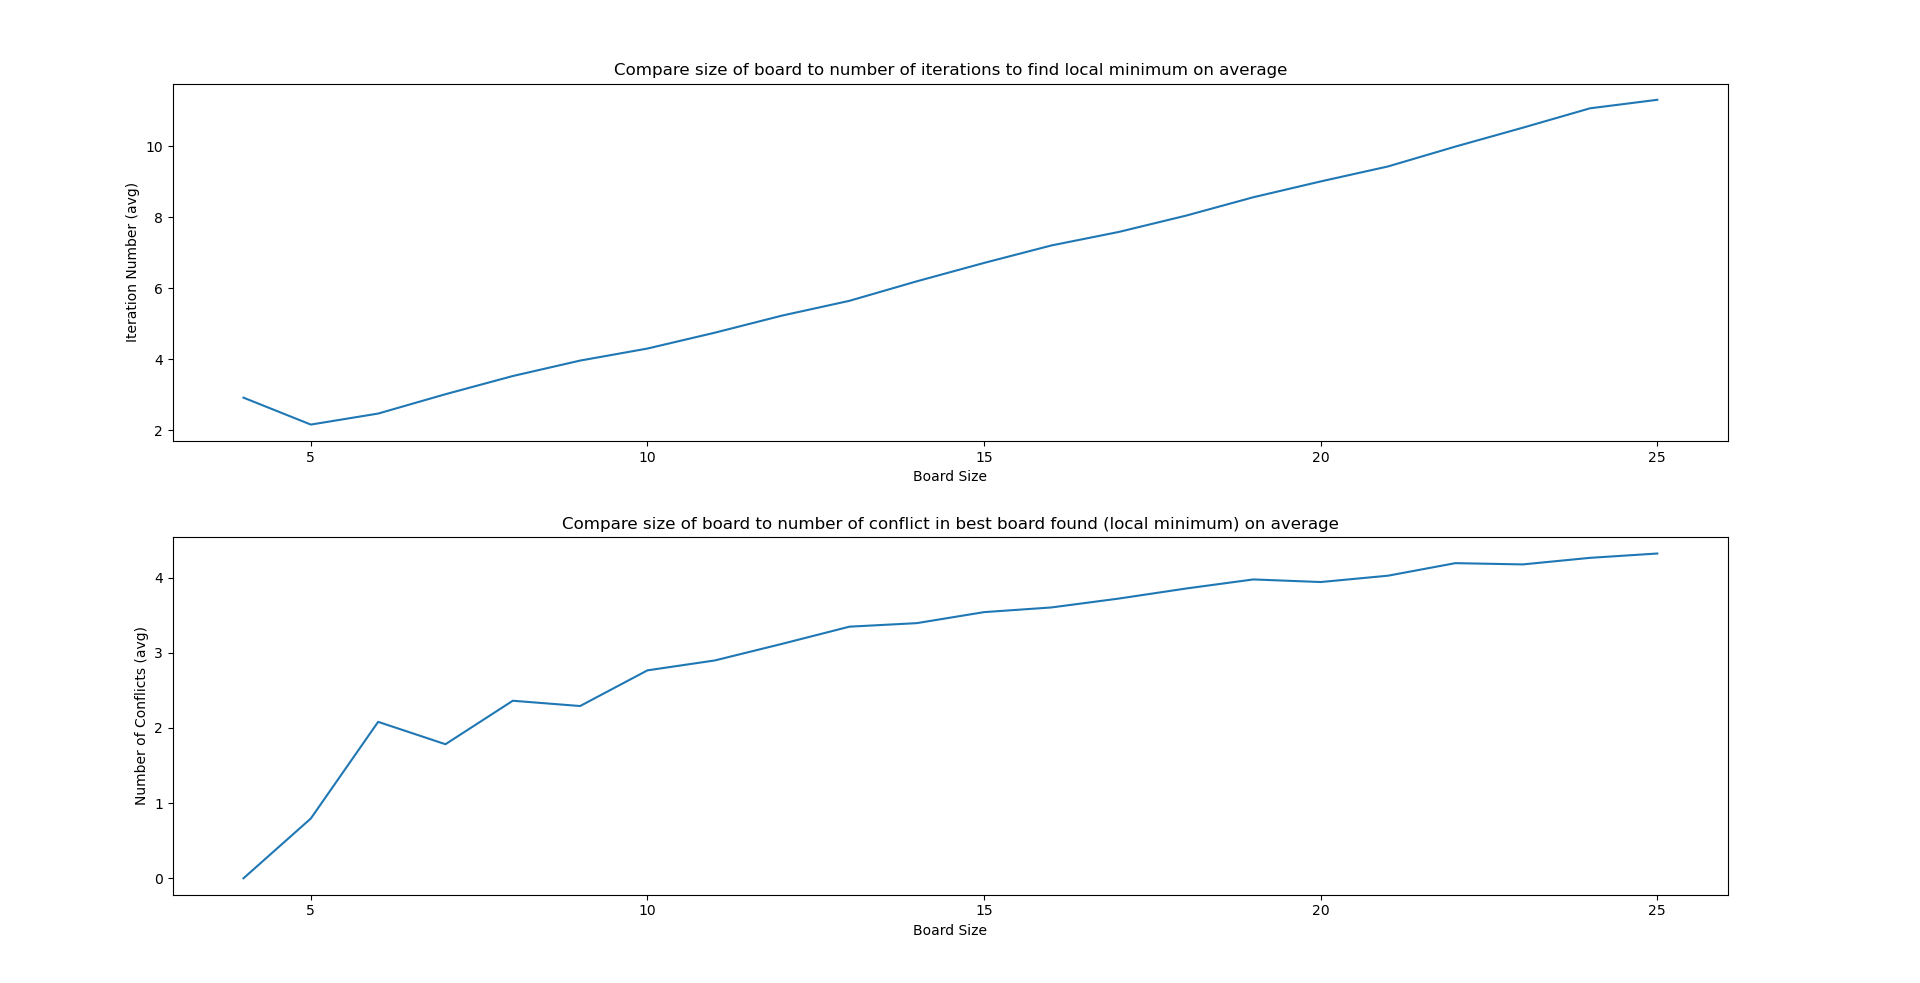 Compare size of board to number of iterations to find local minimum on average
Iteration Number (avg)
10
8
6
4
2
5 10 15 20 25
Board Size
Compare size of board to number of conflict in best board found (local minimum) on average
Number of Conflicts (avg)
4
3
2
1
0
5 10 15 20 25
Board Size